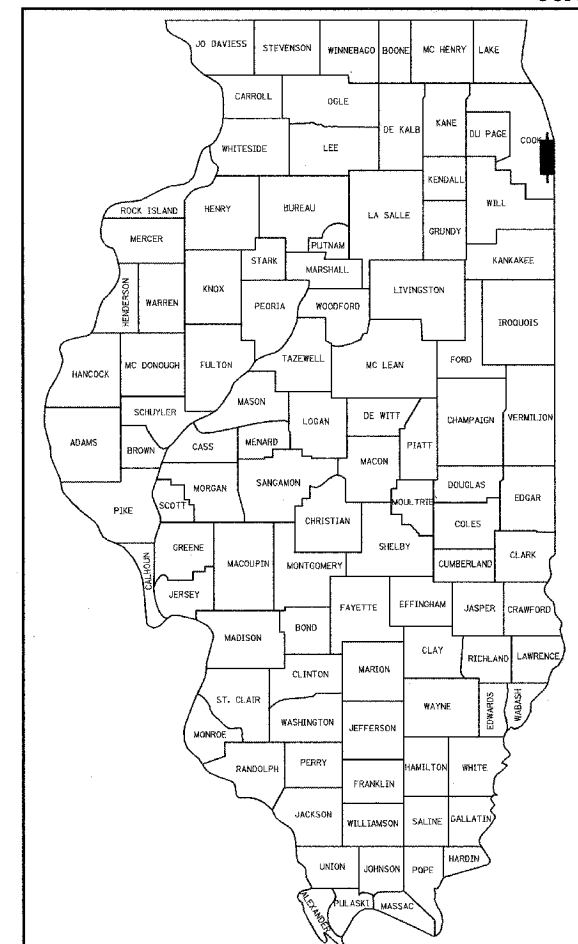 JO DAVIESS
STEVENSON
WINNEBAGO
BOONE
MC HENRY
LAKE
CARROLL
OGLE
DE KALB
KANE
DU PAGE
COOK
WHITESIDE
LEE
KENDALL
WILL
ROCK ISLAND
HENRY
BUREAU
LA SALLE
GRUNDY
MERCER
PUTNAM
KANKAKEE
HENDERSON
WARREN
KNOX
STARK
MARSHALL
LIVINGSTON
PEORIA
WOODFORD
IROQUOIS
HANCOCK
MC DONOUGH
FULTON
TAZEWELL
MC LEAN
FORD
MASON
SCHUYLER
LOGAN
DE WITT
CHAMPAIGN
VERMILION
ADAMS
BROWN
CASS
MENARD
MACON
PIATT
PIKE
SCOTT
MORGAN
SANGAMON
MOULTRIE
DOUGLAS
EDGAR
CHRISTIAN
COLES
GREENE
MACOUPIN
SHELBY
CALHOUN
MONTGOMERY
CUMBERLAND
CLARK
JERSEY
FAYETTE
EFFINGHAM
JASPER
CRAWFORD
MADISON
BOND
CLAY
RICHLAND
LAWRENCE
CLINTON
MARION
ST. CLAIR
WASHINGTON
WAYNE
EDWARDS
WABASH
MONROE
JEFFERSON
RANDOLPH
PERRY
HAMILTON
WHITE
FRANKLIN
JACKSON
WILLIAMSON
SALINE
GALLATIN
UNION
JOHNSON
POPE
HARDIN
ALEXANDER
PULASKI
MASSAC